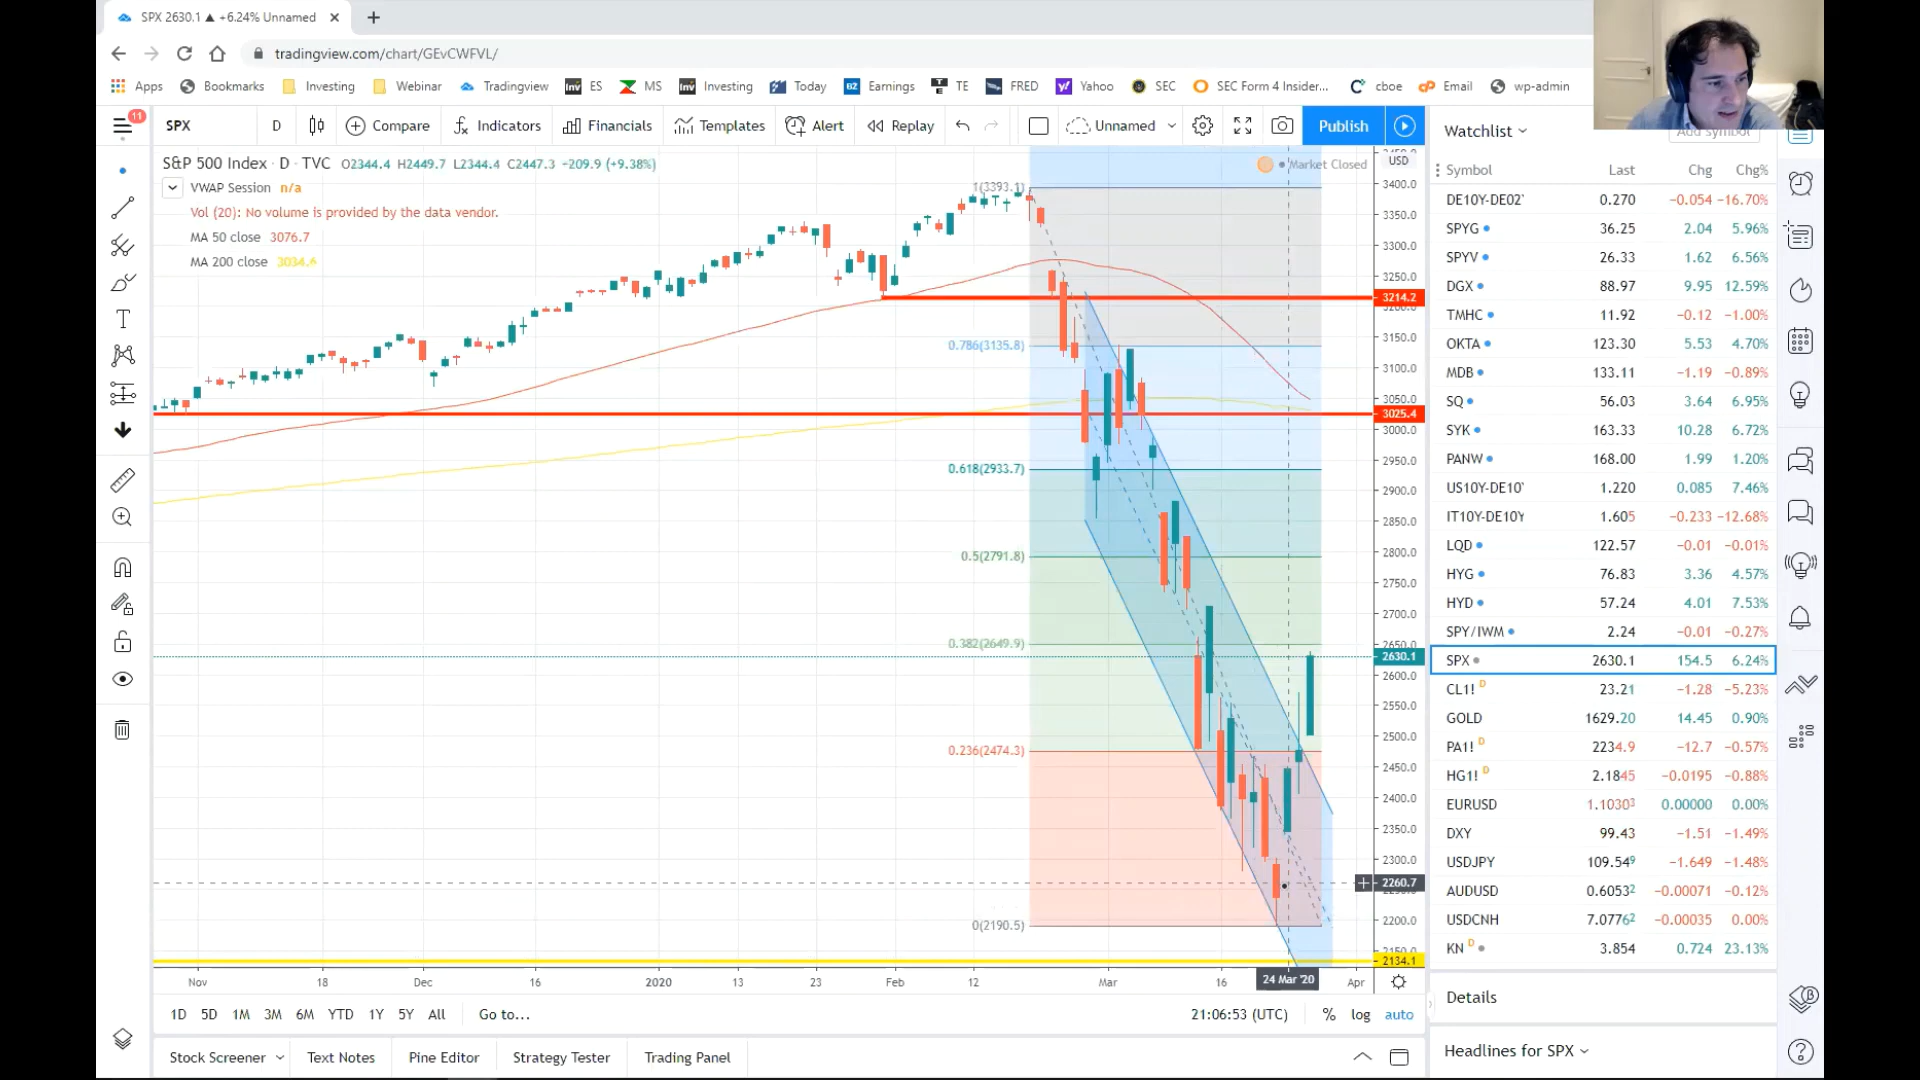 SPX 2630.1 ▲ +6.24% Unnamed
tradingview.com/chart/GEvCWFVL/
Apps Bookmarks Investing Webinar Tradingview ES MS Investing Today Earnings TE FRED Yahoo SEC SEC Form 4 Insider... cboe Email wp-admin
11
SPX D Compare Indicators Financials Templates Alert Replay Unnamed Publish
S&P 500 Index · D · TVC O2344.4 H2449.7 L2344.4 C2447.3 -209.9 (+9.38%)
Market Closed
USD
VWAP Session n/a
Vol (20): No volume is provided by the data vendor.
MA 50 close 3076.7
MA 200 close 3034.6
1(3393.1)
0.786(3135.8)
0.618(2933.7)
0.5(2791.8)
0.382(2649.9)
0.236(2474.3)
0(2190.5)
3400.0
3350.0
3300.0
3250.0
3214.2
3150.0
3100.0
3050.0
3025.4
3000.0
2950.0
2900.0
2850.0
2800.0
2750.0
2700.0
2650.0
2630.1
2600.0
2550.0
2500.0
2450.0
2400.0
2350.0
2300.0
2260.7
2200.0
2150.0
2134.1
Nov 18 Dec 16 2020 13 23 Feb 12 Mar 16 24 Mar '20 Apr
1D 5D 1M 3M 6M YTD 1Y 5Y All Go to... 21:06:53 (UTC) % log auto
Stock Screener Text Notes Pine Editor Strategy Tester Trading Panel
Watchlist
Add symbol
Symbol Last Chg Chg%
DE10Y-DE02Y 0.270 -0.054 -16.70%
SPYG 36.25 2.04 5.96%
SPYV 26.33 1.62 6.56%
DGX 88.97 9.95 12.59%
TMHC 11.92 -0.12 -1.00%
OKTA 123.30 5.53 4.70%
MDB 133.11 -1.19 -0.89%
SQ 56.03 3.64 6.95%
SYK 163.33 10.28 6.72%
PANW 168.00 1.99 1.20%
US10Y-DE10Y 1.220 0.085 7.46%
IT10Y-DE10Y 1.605 -0.233 -12.68%
LQD 122.57 -0.01 -0.01%
HYG 76.83 3.36 4.57%
HYD 57.24 4.01 7.53%
SPY/IWM 2.24 -0.01 -0.27%
SPX 2630.1 154.5 6.24%
CL1! D 23.21 -1.28 -5.23%
GOLD 1629.20 14.45 0.90%
PA1! D 2234.9 -12.7 -0.57%
HG1! D 2.1845 -0.0195 -0.88%
EURUSD 1.10303 0.00000 0.00%
DXY 99.43 -1.51 -1.49%
USDJPY 109.549 -1.649 -1.48%
AUDUSD 0.60532 -0.00071 -0.12%
USDCNH 7.07762 -0.00035 0.00%
KN D 3.854 0.724 23.13%
Details
Headlines for SPX